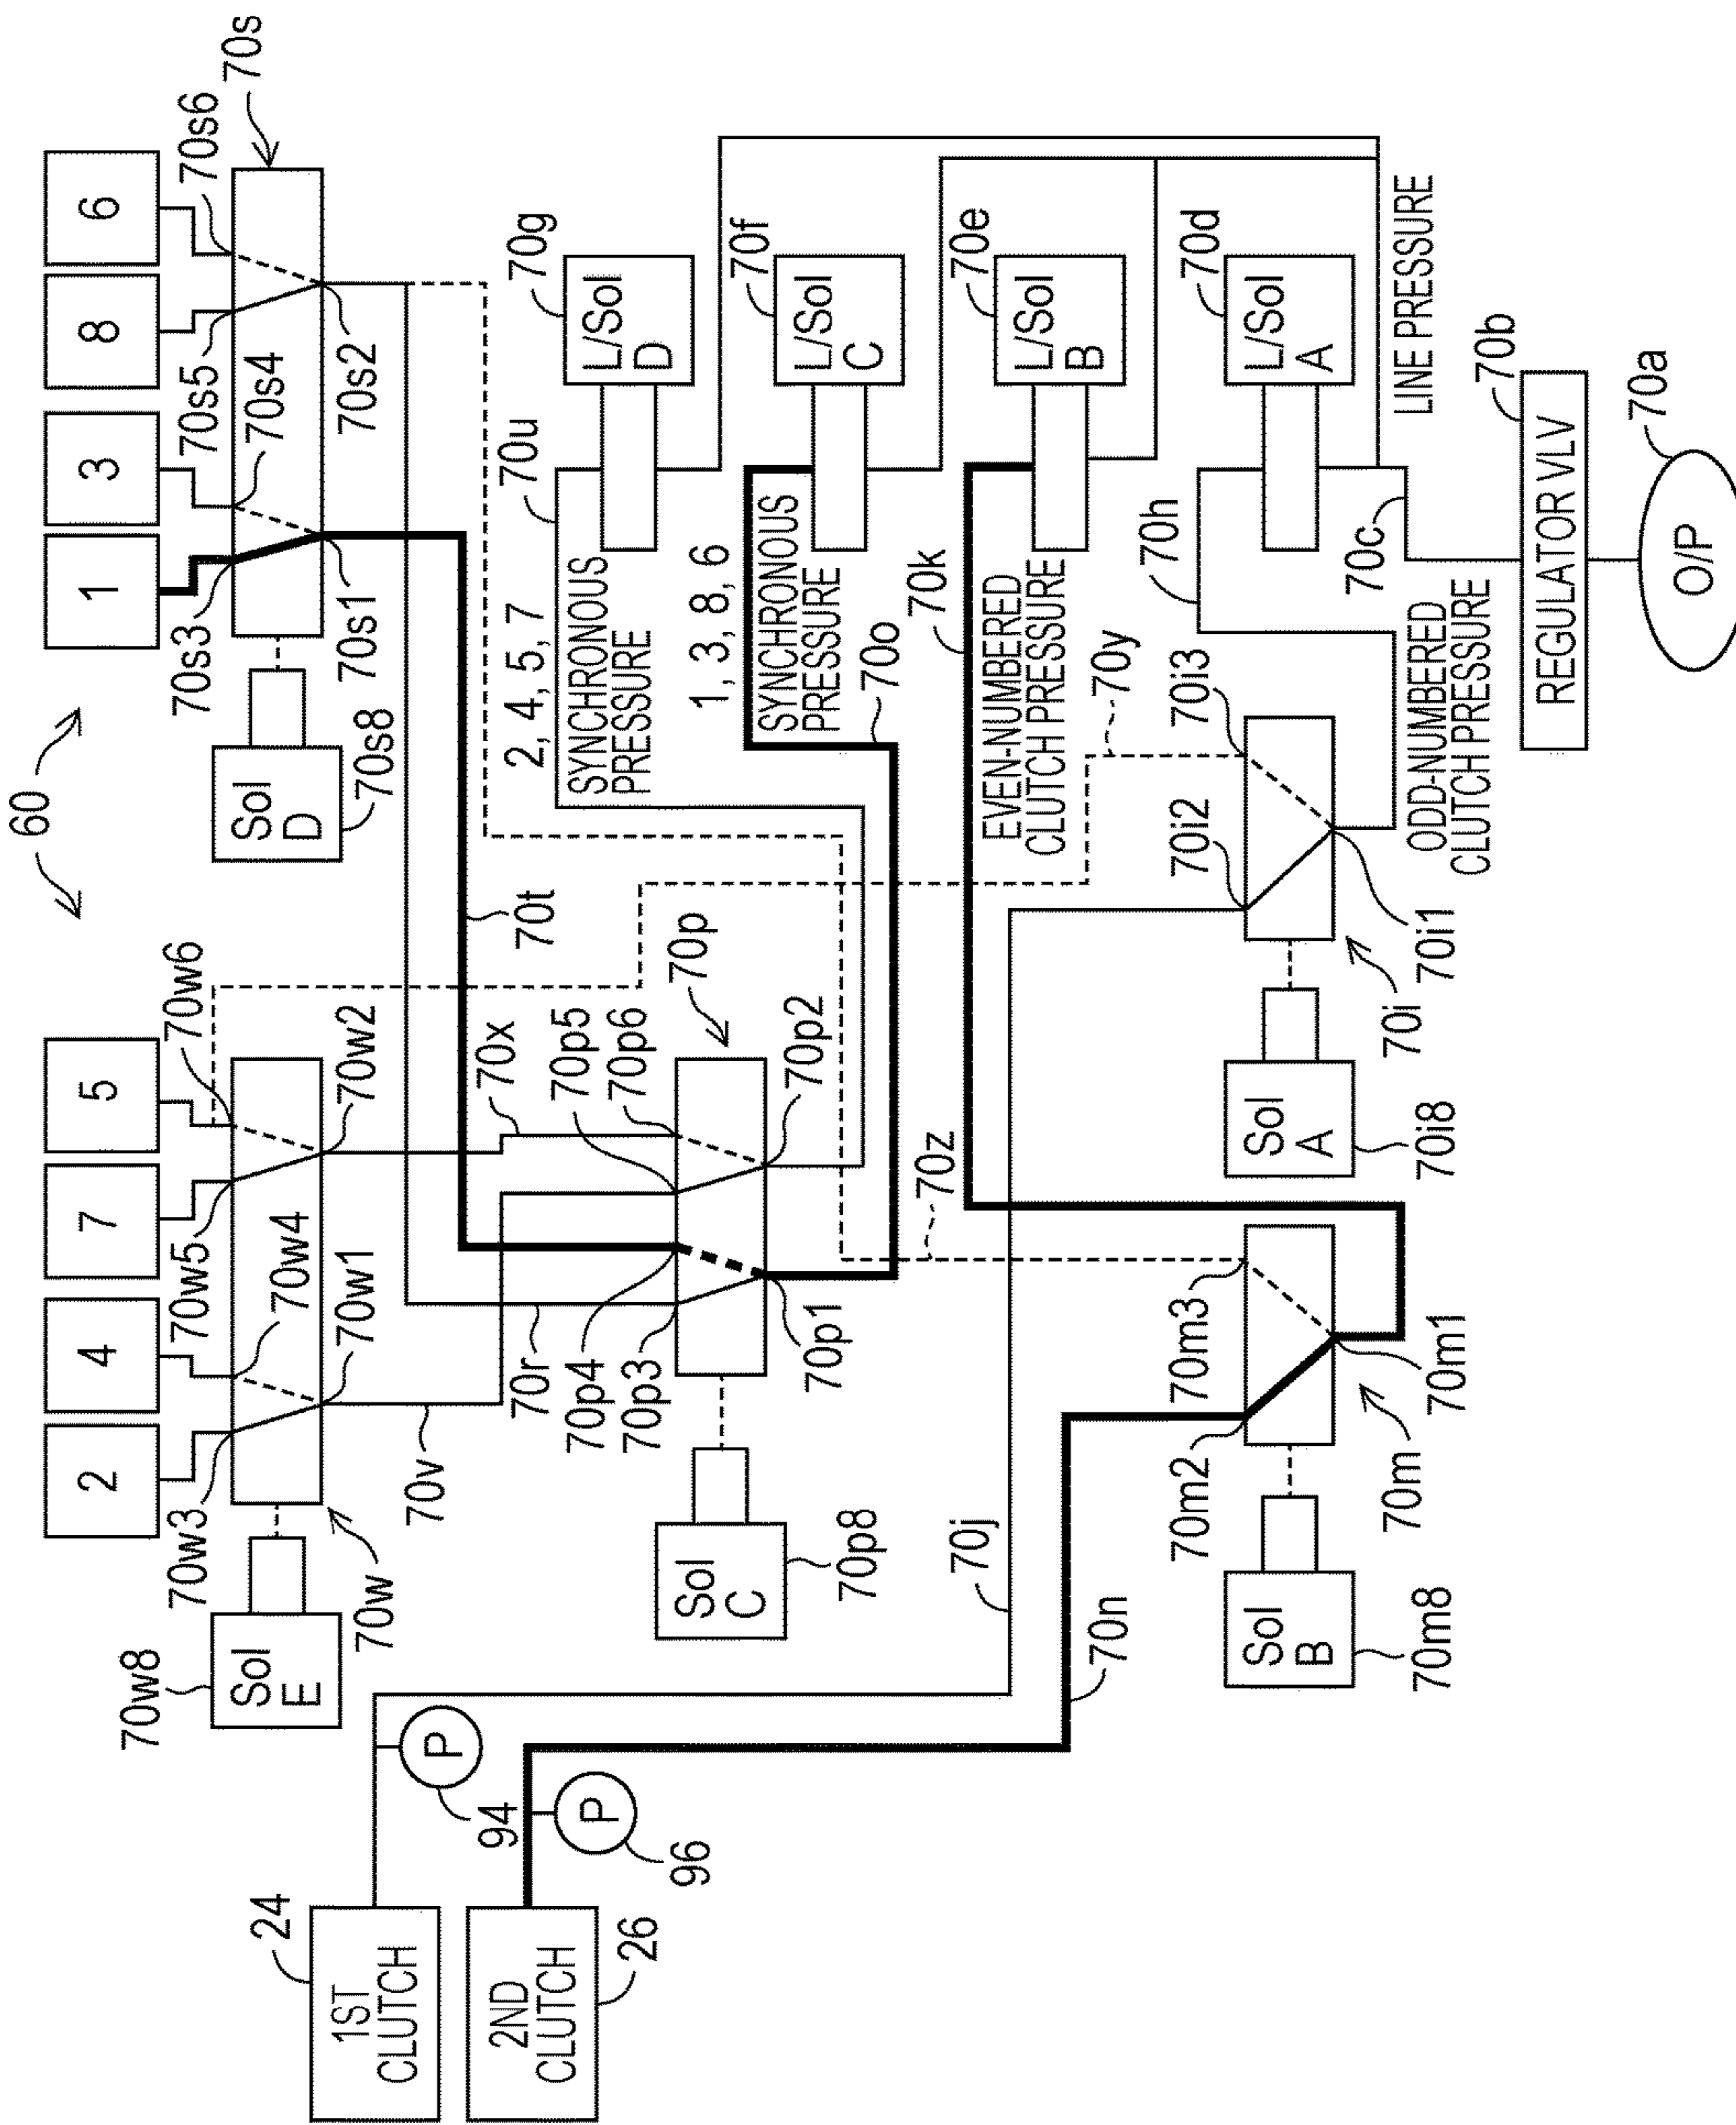 60
1
3
8
6
70s
70s6
70s5
70s4
70s3
70s1
70s2
Sol
D
70s8
2
4
7
5
70w6
70w5
70w4
70w3
70w1
70w2
70w
Sol
E
70w8
70v
70x
70r
70t
70p
70p5
70p6
70p4
70p3
70p1
70p2
Sol
C
70p8
70u
2, 4, 5, 7
SYNCHRONOUS
PRESSURE
L/Sol
D
70g
1, 3, 8, 6
SYNCHRONOUS
PRESSURE
L/Sol
C
70f
70o
70k
EVEN-NUMBERED
CLUTCH PRESSURE
L/Sol
B
70e
70h
L/Sol
A
70d
LINE PRESSURE
70c
ODD-NUMBERED
CLUTCH PRESSURE
REGULATOR VLV
70b
O/P
70a
70y
70i3
70i2
70i1
70i
Sol
A
70i8
70z
70m3
70m2
70m1
70m
Sol
B
70m8
70j
70n
1ST
CLUTCH
24
2ND
CLUTCH
26
P
94
P
96